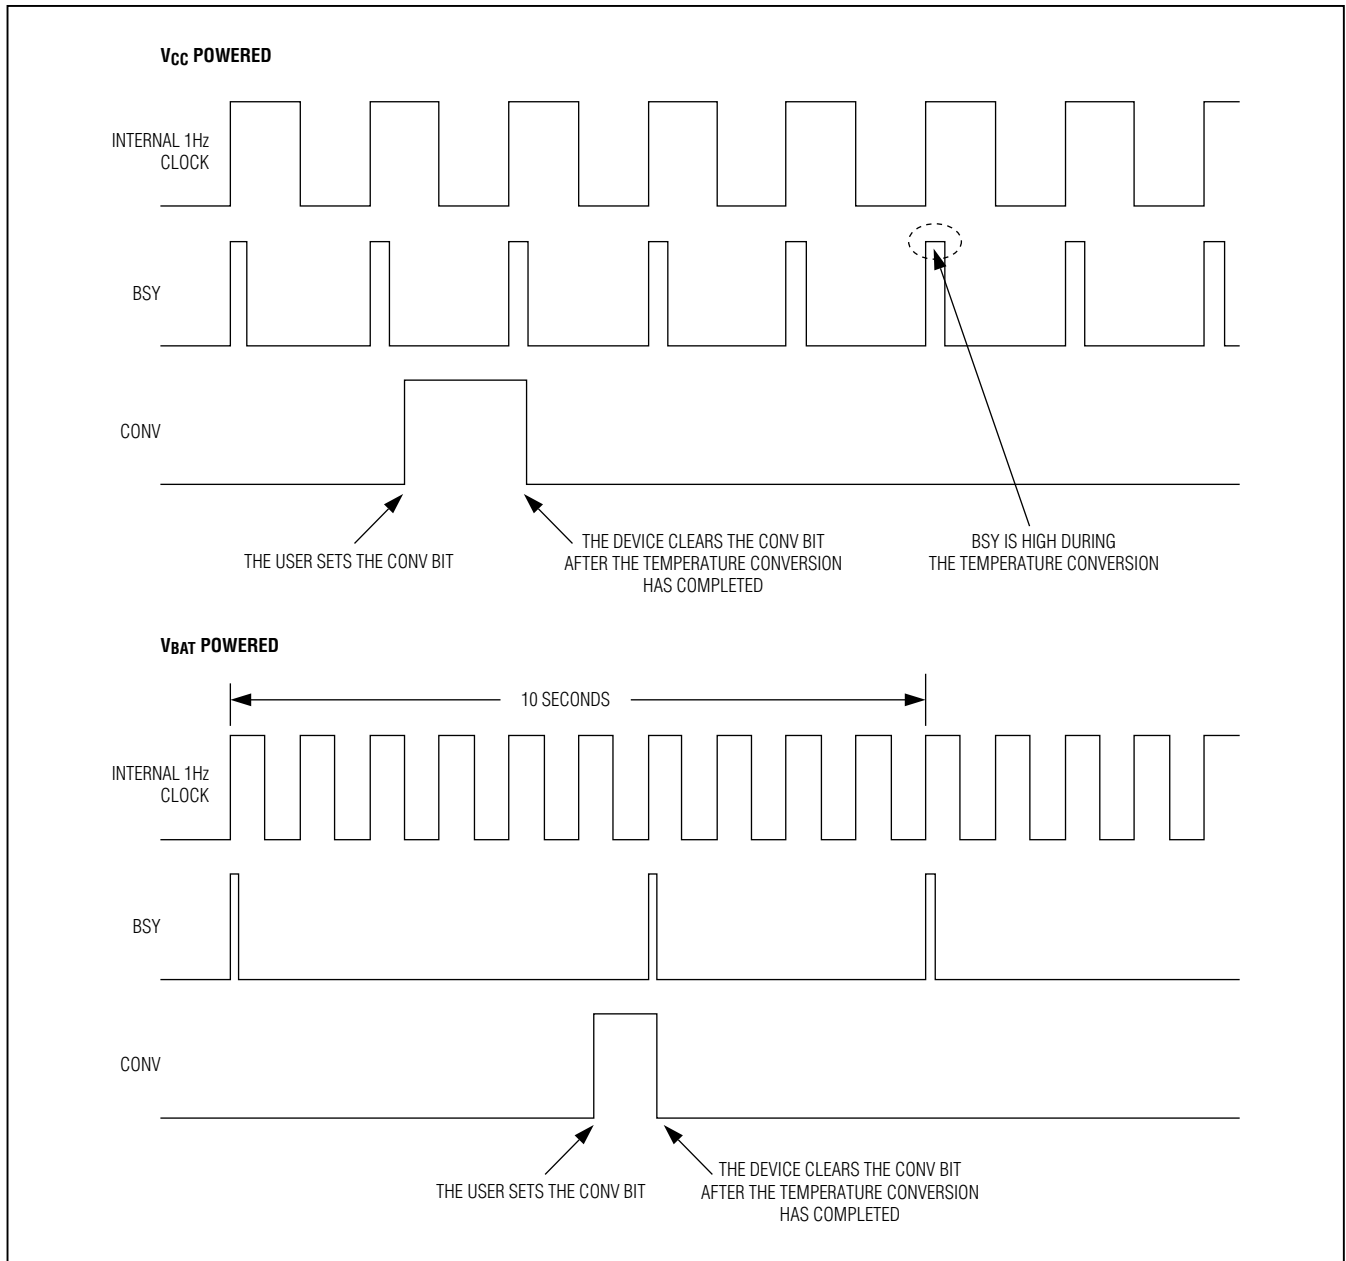 VCC POWERED
INTERNAL 1Hz
CLOCK
BSY
CONV
THE USER SETS THE CONV BIT
THE DEVICE CLEARS THE CONV BIT
AFTER THE TEMPERATURE CONVERSION
HAS COMPLETED
BSY IS HIGH DURING
THE TEMPERATURE CONVERSION
VBAT POWERED
10 SECONDS
INTERNAL 1Hz
CLOCK
BSY
CONV
THE USER SETS THE CONV BIT
THE DEVICE CLEARS THE CONV BIT
AFTER THE TEMPERATURE CONVERSION
HAS COMPLETED